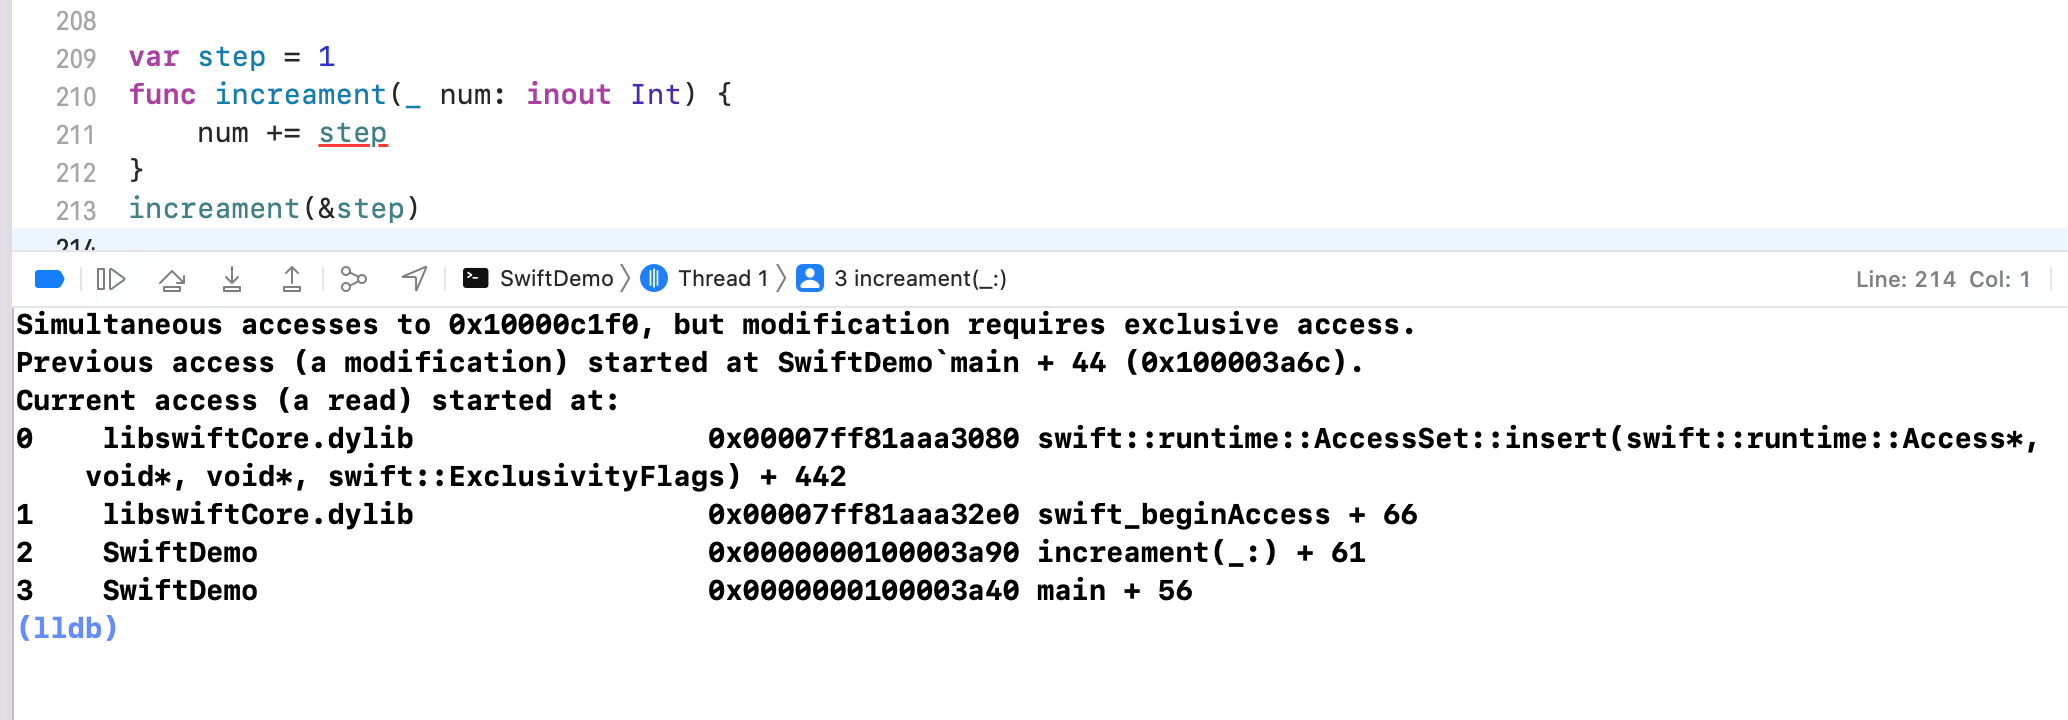 208
209 var step = 1
210 func increament(_ num: inout Int) {
211 num += step
212 }
213 increament(&step)
214
SwiftDemo 〉 Thread 1 〉 3 increament(_:) Line: 214 Col: 1
Simultaneous accesses to 0x10000c1f0, but modification requires exclusive access.
Previous access (a modification) started at SwiftDemo`main + 44 (0x100003a6c).
Current access (a read) started at:
0 libswiftCore.dylib 0x00007ff81aaa3080 swift::runtime::AccessSet::insert(swift::runtime::Access*,
void*, void*, swift::ExclusivityFlags) + 442
1 libswiftCore.dylib 0x00007ff81aaa32e0 swift_beginAccess + 66
2 SwiftDemo 0x0000000100003a90 increament(_:) + 61
3 SwiftDemo 0x0000000100003a40 main + 56
(lldb)